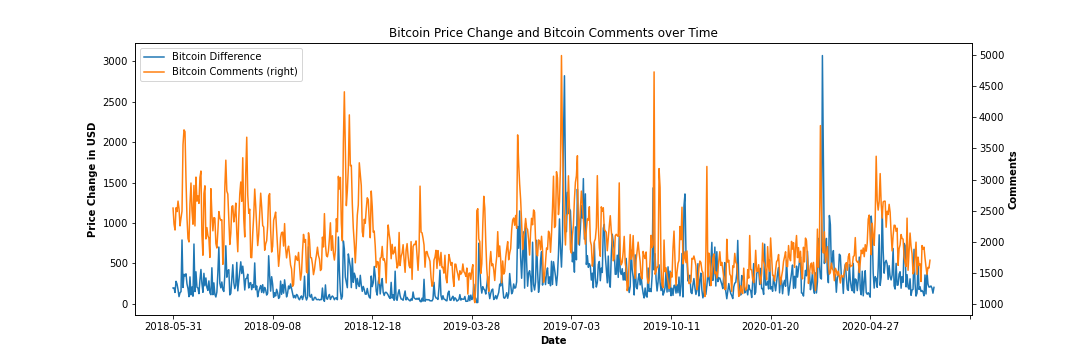 Bitcoin Price Change and Bitcoin Comments over Time
Bitcoin Difference
Bitcoin Comments (right)
Price Change in USD
3000
2500
2000
1500
1000
500
0
5000
4500
4000
3500
3000
2500
2000
1500
1000
Comments
2018-05-31 2018-09-08 2018-12-18 2019-03-28 2019-07-03 2019-10-11 2020-01-20 2020-04-27
Date